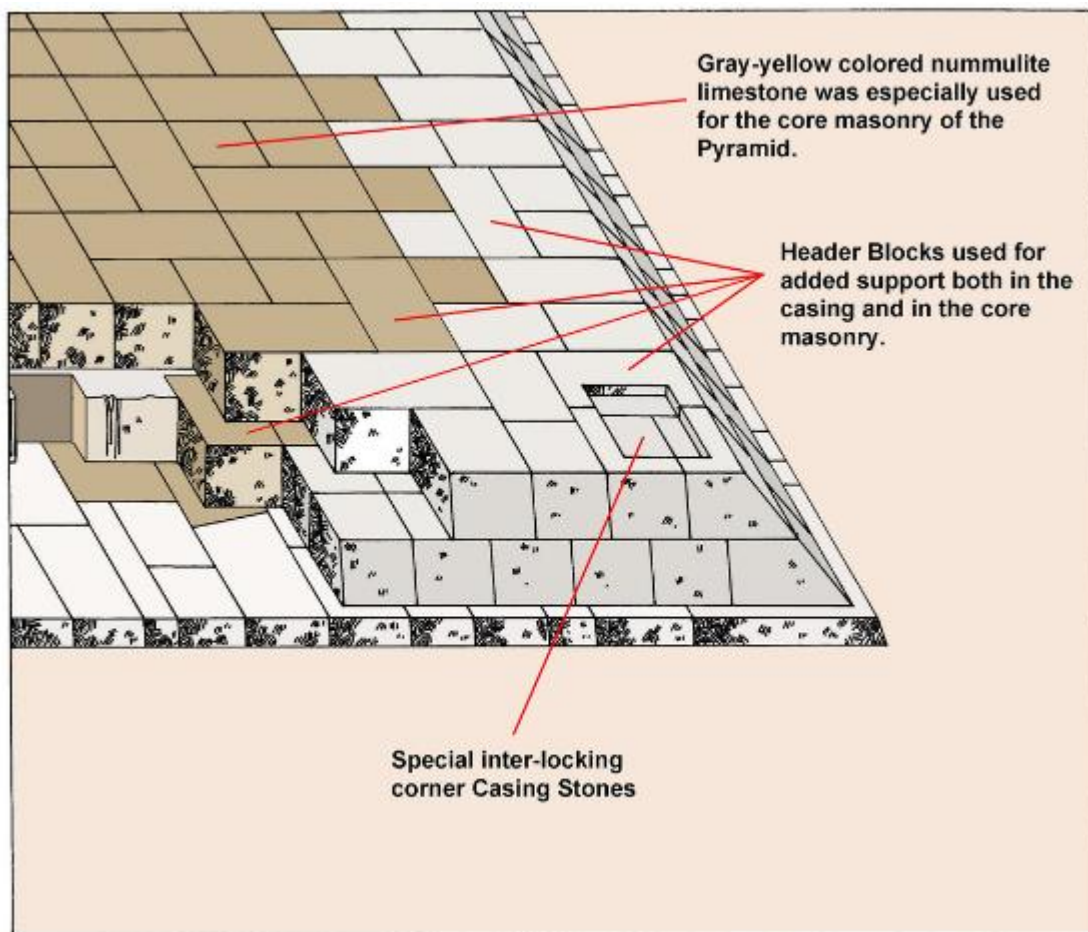 Gray-yellow colored nummulite
limestone was especially used
for the core masonry of the
Pyramid.
Header Blocks used for
added support both in the
casing and in the core
masonry.
Special inter-locking
corner Casing Stones